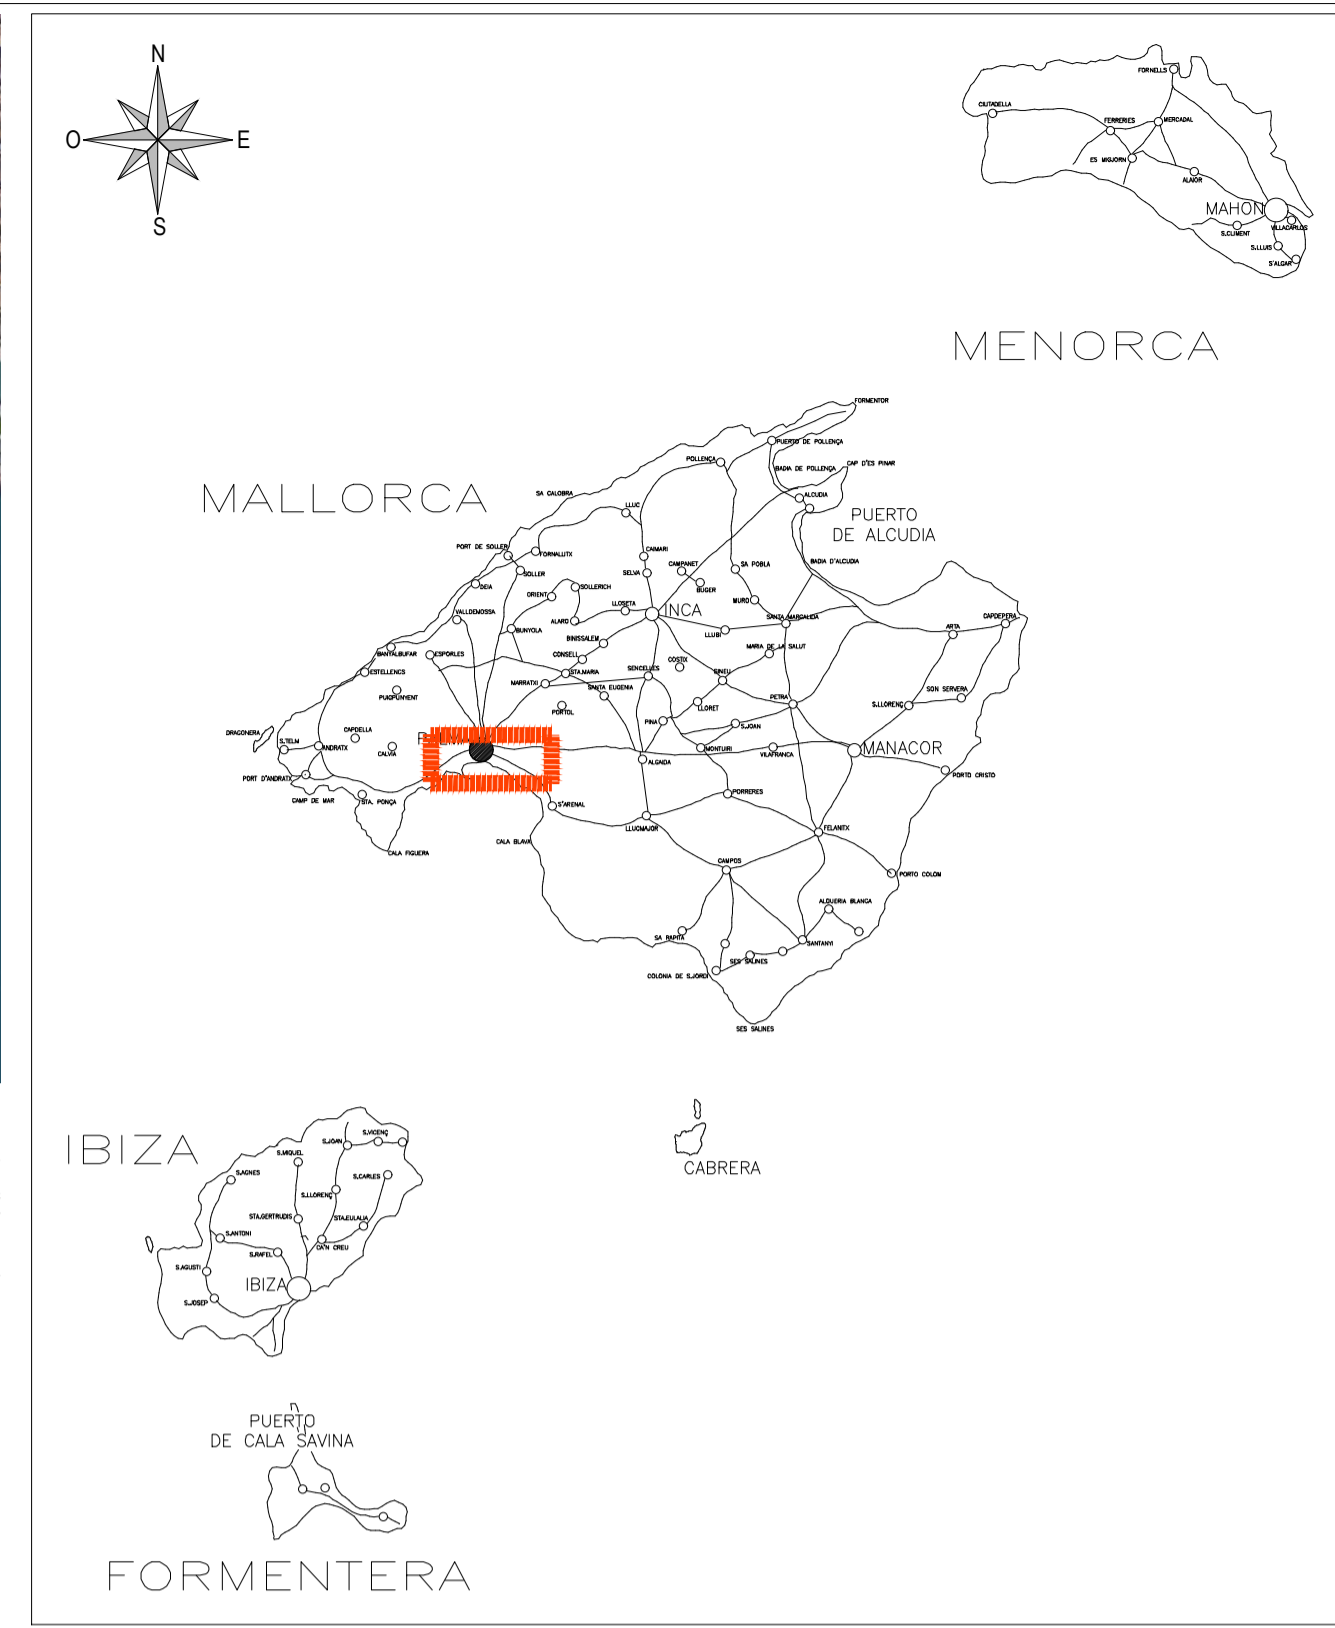 N
O
E
S
FORNELLS
CIUTADELLA
FERRERIES
MERCADAL
ES MIGJORN
ALAIOR
MAHON
VILLACARLOS
S.CLIMENT
S.LLUIS
S'ALGAR
MENORCA
MALLORCA
FORMENTOR
PUERTO DE POLLENÇA
POLLENÇA
BADIA DE POLLENÇA
CAP D'ES PINAR
SA CALOBRA
ALCUDIA
LLUC
PUERTO
DE ALCUDIA
PORT DE SOLLER
FORNALUTX
CAIMARI
BADIA D'ALCUDIA
SOLLER
SELVA
CAMPANET
SA POBLA
DEIA
SOLLERICH
BUGER
ORIENT
MURO
LLOSETA
INCA
VALLDEMOSSA
ALARO
SANTA MARGALIDA
CAPDEPERA
BUNYOLA
LLUBI
ARTA
BINISSALEM
MARIA DE LA SALUT
BANYALBUFAR
ESPORLES
CONSELL
COSTIX
ESTELLENCS
STA.MARIA
SENCELLES
SINEU
MARRATXI
SANTA EUGENIA
SON SERVERA
PUIGPUNYENT
PETRA
S.LLORENÇ
LLORET
PORTOL
PINA
S.JOAN
DRAGONERA
CAPDELLA
S.TELM
ANDRATX
CALVIA
MONTUIRI
VILAFRANCA
MANACOR
ALGAIDA
PORT D'ANDRATX
PORTO CRISTO
CAMP DE MAR
STA. PONÇA
S'ARENAL
PORRERES
LLUCMAJOR
FELANITX
CALA BLAVA
CALA FIGUERA
CAMPOS
PORTO COLOM
ALQUERIA BLANCA
SA RAPITA
SANTANYI
SES SALINES
COLONIA DE S.JORDI
SES SALINES
CABRERA
IBIZA
S.VICENÇ
S.JOAN
S.MIQUEL
S.AGNES
S.CARLES
S.LLORENÇ
STA.GERTRUDIS
STA.EULALIA
S.ANTONI
CA'N CREU
S.RAFEL
S.AGUSTI
IBIZA
S.JOSEP
PUERTO
DE CALA SAVINA
FORMENTERA